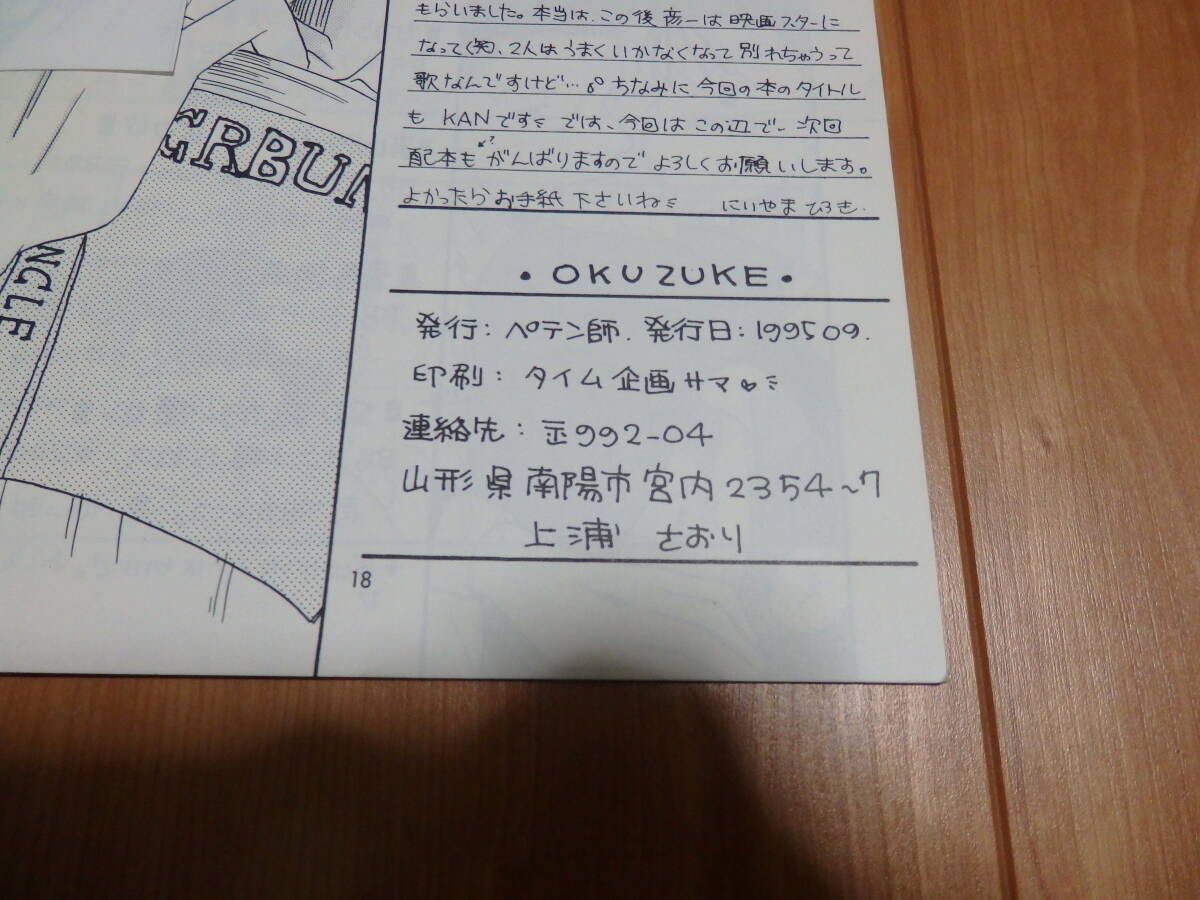 もらいました。本当は、この後彦一は映画スターに
なってく(笑)、2人はうまくいかなくなって別れちゃうって
歌なんですけど…。ちなみに、今回の本のタイトル
も KANです では、今回はこの辺で、次回
配本もがんばりますのでよろしくお願いします。
よかったらお手紙下さいね にいやまひろき.
ERBUN
NGLE
・OKUZUKE・
発行:ペテン師. 発行日:199509.
印刷:タイム企画サマ
連絡先:〒992-04
山形県南陽市宮内2354~7
上浦 さおり
18